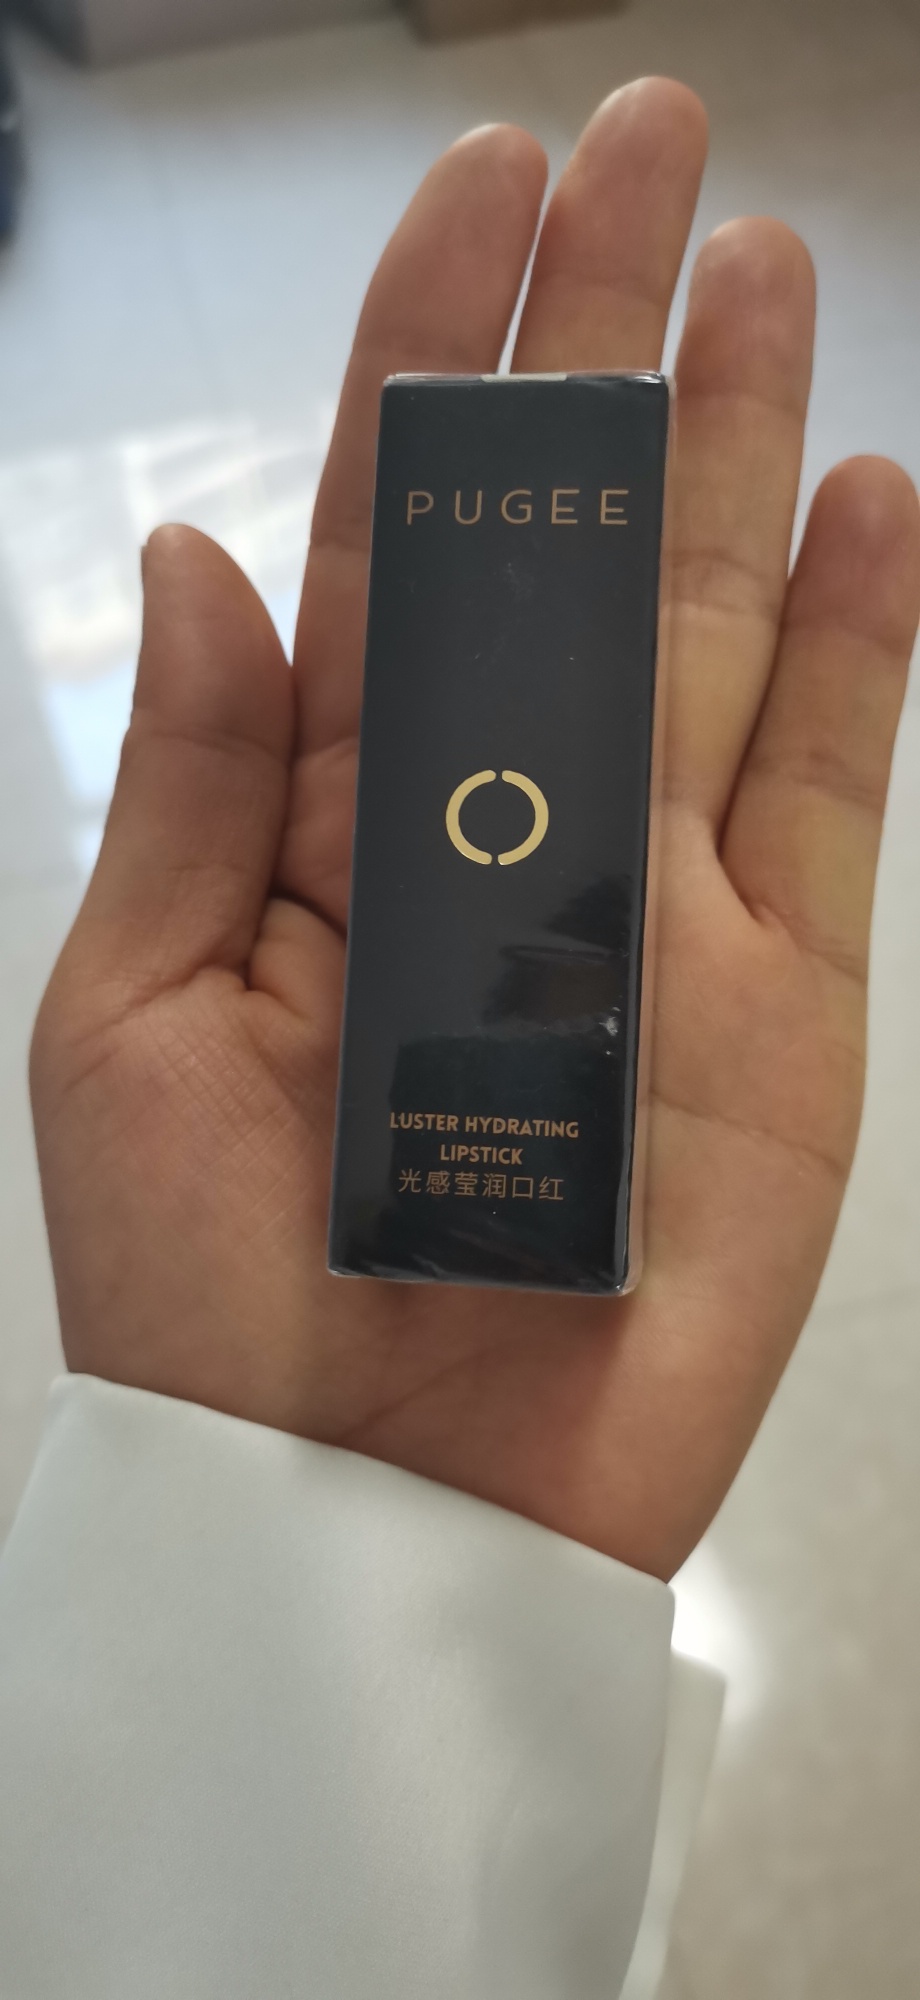 PUGEE
LUSTER HYDRATING
LIPSTICK
光感莹润口红